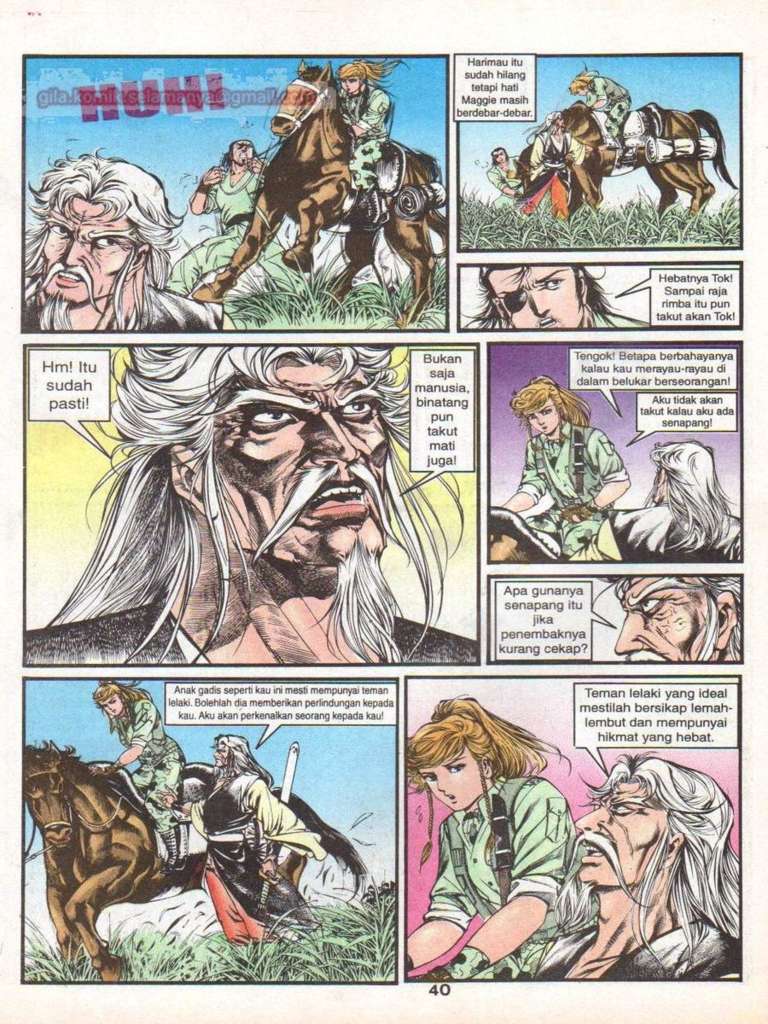 HUH!
gila.komik.selamanya@gmail.com
Harimau itu
sudah hilang
tetapi hati
Maggie masih
berdebar-debar.
Hebatnya Tok!
Sampai raja
rimba itu pun
takut akan Tok!
Hm! Itu
sudah
pasti!
Bukan
saja
manusia,
binatang
pun
takut
mati
juga!
Tengok! Betapa berbahayanya
kalau kau merayau-rayau di
dalam belukar berseorangan!
Aku tidak akan
takut kalau aku ada
senapang!
Apa gunanya
senapang itu
jika
penembaknya
kurang cekap?
Anak gadis seperti kau ini mesti mempunyai teman
lelaki. Bolehlah dia memberikan perlindungan kepada
kau. Aku akan perkenalkan seorang kepada kau!
Teman lelaki yang ideal
mestilah bersikap lemah-
lembut dan mempunyai
hikmat yang hebat.
40